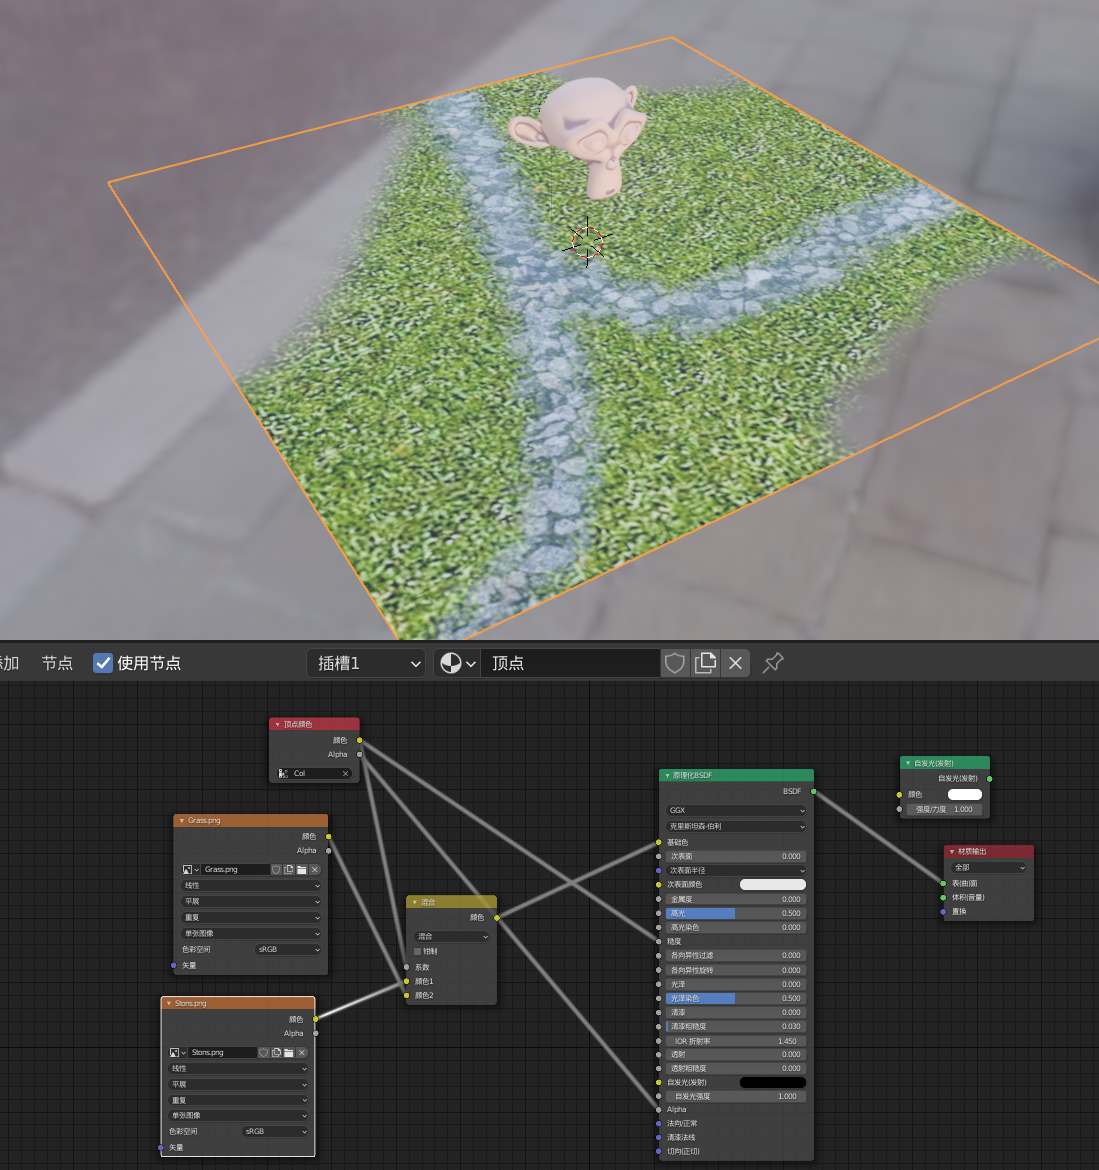 添加 节点 使用节点 插槽1 顶点
顶点颜色
颜色
Alpha
Col
Grass.png
颜色
Alpha
Grass.png
线性
平展
重复
单张图像
色彩空间 sRGB
矢量
Stons.png
颜色
Alpha
Stons.png
线性
平展
重复
单张图像
色彩空间 sRGB
矢量
混合
颜色
混合
钳制
系数
颜色1
颜色2
原理化BSDF
BSDF
GGX
克里斯坦森-伯利
基础色
次表面 0.000
次表面半径
次表面颜色
金属度 0.000
高光 0.500
高光染色 0.000
糙度
各向异性过滤 0.000
各向异性旋转 0.000
光泽 0.000
光泽染色 0.500
清漆 0.000
清漆粗糙度 0.030
IOR 折射率 1.450
透射 0.000
透射粗糙度 0.000
自发光(发射)
自发光强度 1.000
Alpha
法向/正常
清漆法线
切向(正切)
自发光(发射)
自发光(发射)
颜色
强度/力度 1.000
材质输出
全部
表(曲)面
体积(音量)
置换